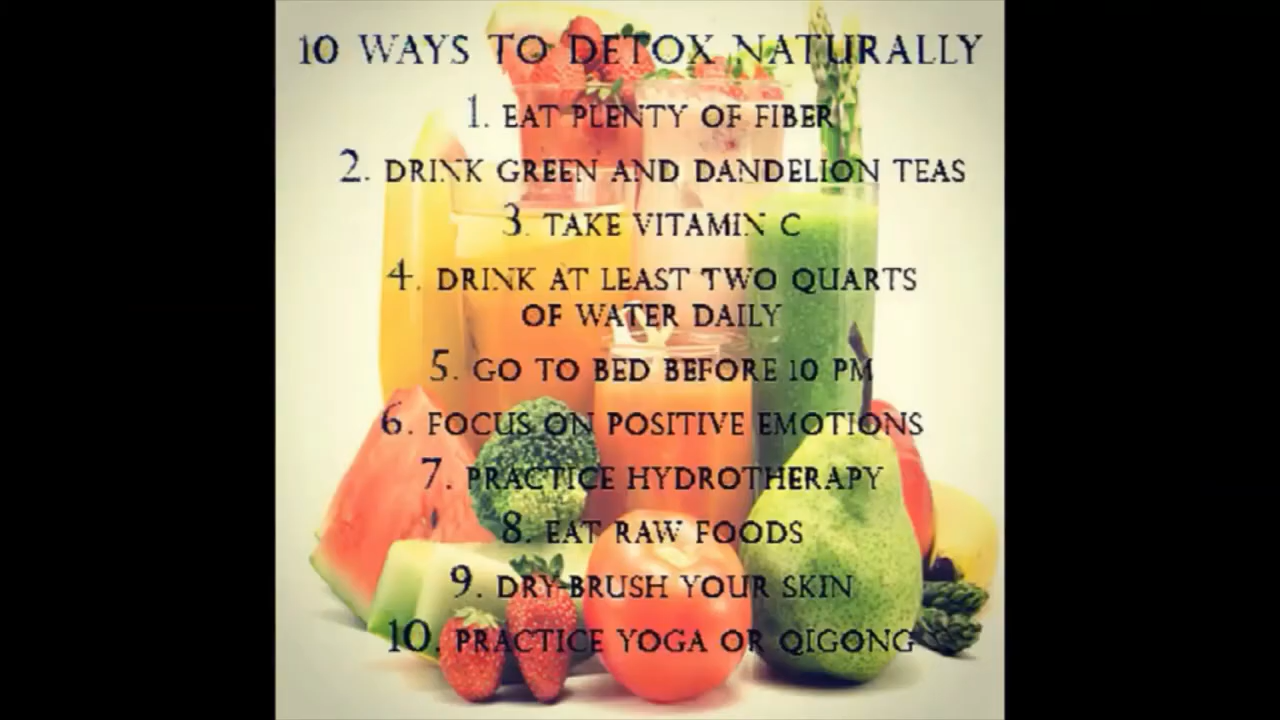 10 WAYS TO DETOX NATURALLY
1. EAT PLENTY OF FIBER
2. DRINK GREEN AND DANDELION TEAS
3. TAKE VITAMIN C
4. DRINK AT LEAST TWO QUARTS
OF WATER DAILY
5. GO TO BED BEFORE 10 PM
6. FOCUS ON POSITIVE EMOTIONS
7. PRACTICE HYDROTHERAPY
8. EAT RAW FOODS
9. DRY-BRUSH YOUR SKIN
10. PRACTICE YOGA OR QIGONG